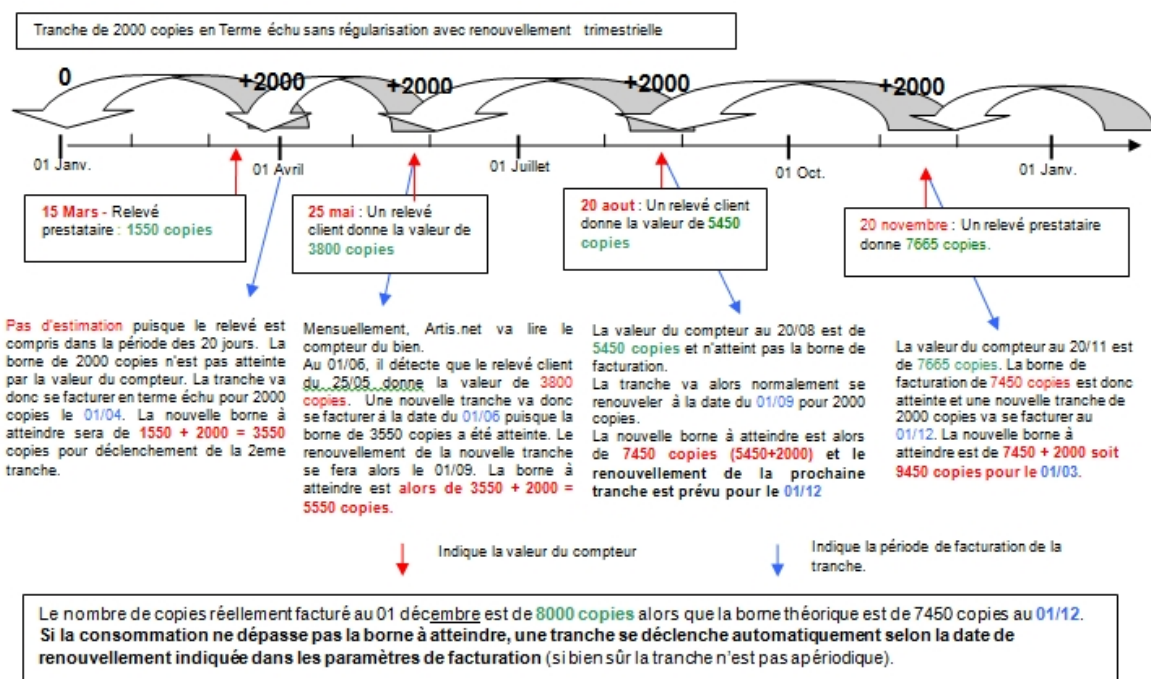 Tranche de 2000 copies en Terme échu sans régularisation avec renouvellement trimestrielle
0
+2000
+2000
+2000
+2000
01 Janv.
01 Avril
01 Juillet
01 Oct.
01 Janv.
15 Mars - Relevé
prestataire : 1550 copies
25 mai : Un relevé
client donne la valeur de
3800 copies
20 aout : Un relevé client
donne la valeur de 5450
copies
20 novembre : Un relevé prestataire
donne 7665 copies.
Pas d'estimation puisque le relevé est
compris dans la période des 20 jours. La
borne de 2000 copies n'est pas atteinte
par la valeur du compteur. La tranche va
donc se facturer en terme échu pour 2000
copies le 01/04. La nouvelle borne à
atteindre sera de 1550 + 2000 = 3550
copies pour déclenchement de la 2eme
tranche.
Mensuellement, Artis.net va lire le
compteur du bien.
Au 01/06, il détecte que le relevé client
du 25/05 donne la valeur de 3800
copies. Une nouvelle tranche va donc
se facturer à la date du 01/06 puisque la
borne de 3550 copies a été atteinte. Le
renouvellement de la nouvelle tranche
se fera alors le 01/09. La borne à
atteindre est alors de 3550 + 2000 =
5550 copies.
La valeur du compteur au 20/08 est de
5450 copies et n'atteint pas la borne de
facturation.
La tranche va alors normalement se
renouveler à la date du 01/09 pour 2000
copies.
La nouvelle borne à atteindre est alors
de 7450 copies (5450+2000) et le
renouvellement de la prochaine
tranche est prévu pour le 01/12
La valeur du compteur au 20/11 est
de 7665 copies. La borne de
facturation de 7450 copies est donc
atteinte et une nouvelle tranche de
2000 copies va se facturer au
01/12. La nouvelle borne à
atteindre est de 7450 + 2000 soit
9450 copies pour le 01/03.
Indique la valeur du compteur
Indique la période de facturation de la
tranche.
Le nombre de copies réellement facturé au 01 décembre est de 8000 copies alors que la borne théorique est de 7450 copies au 01/12.
Si la consommation ne dépasse pas la borne à atteindre, une tranche se déclenche automatiquement selon la date de
renouvellement indiquée dans les paramètres de facturation (si bien sûr la tranche n'est pas apériodique).